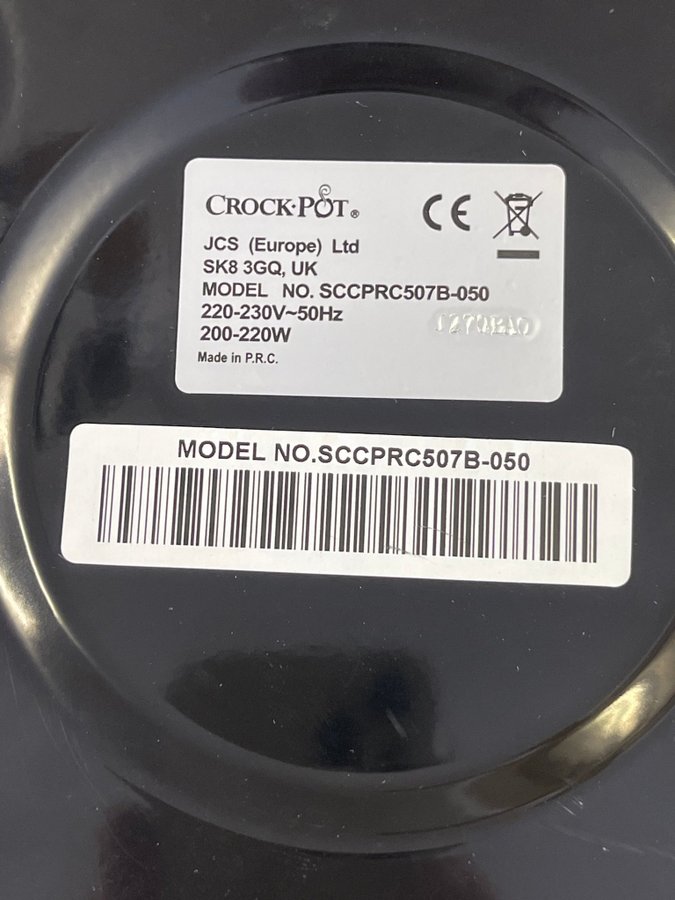 CROCK·POT®
JCS (Europe) Ltd
SK8 3GQ, UK
MODEL NO. SCCPRC507B-050
220-230V~50Hz
200-220W
Made in P.R.C.
CE
MODEL NO.SCCPRC507B-050